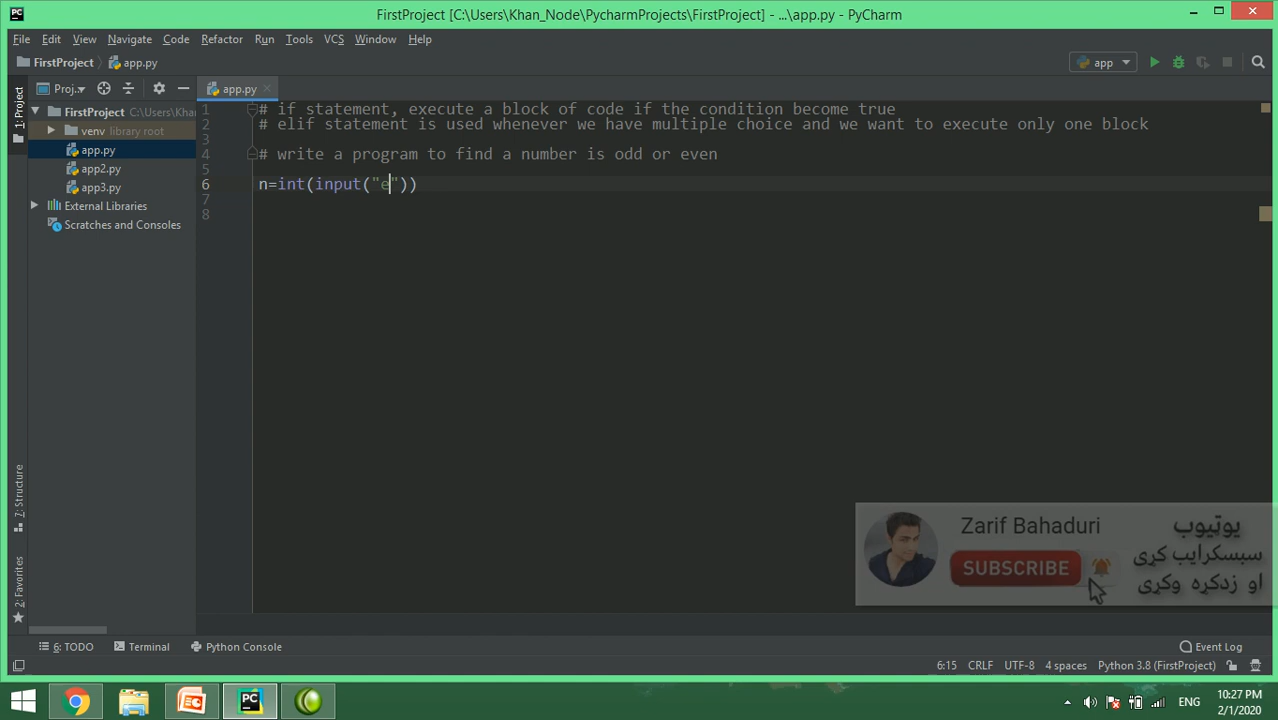 FirstProject [C:\Users\Khan_Node\PycharmProjects\FirstProject] - ...\app.py - PyCharm
File Edit View Navigate Code Refactor Run Tools VCS Window Help
FirstProject app.py
app
1: Project
Proj..
app.py
FirstProject C:\Users\Khan
venv library root
app.py
app2.py
app3.py
External Libraries
Scratches and Consoles
1 # if statement, execute a block of code if the condition become true
2 # elif statement is used whenever we have multiple choice and we want to execute only one block
3
4 # write a program to find a number is odd or even
5
6 n=int(input("e"))
7
8
7: Structure
2: Favorites
Zarif Bahaduri
SUBSCRIBE
یوټیوب
سبسکرایب کړی
او زدکړه وکړی
6: TODO Terminal Python Console Event Log
6:15 CRLF UTF-8 4 spaces Python 3.8 (FirstProject)
PC
ENG
10:27 PM
2/1/2020